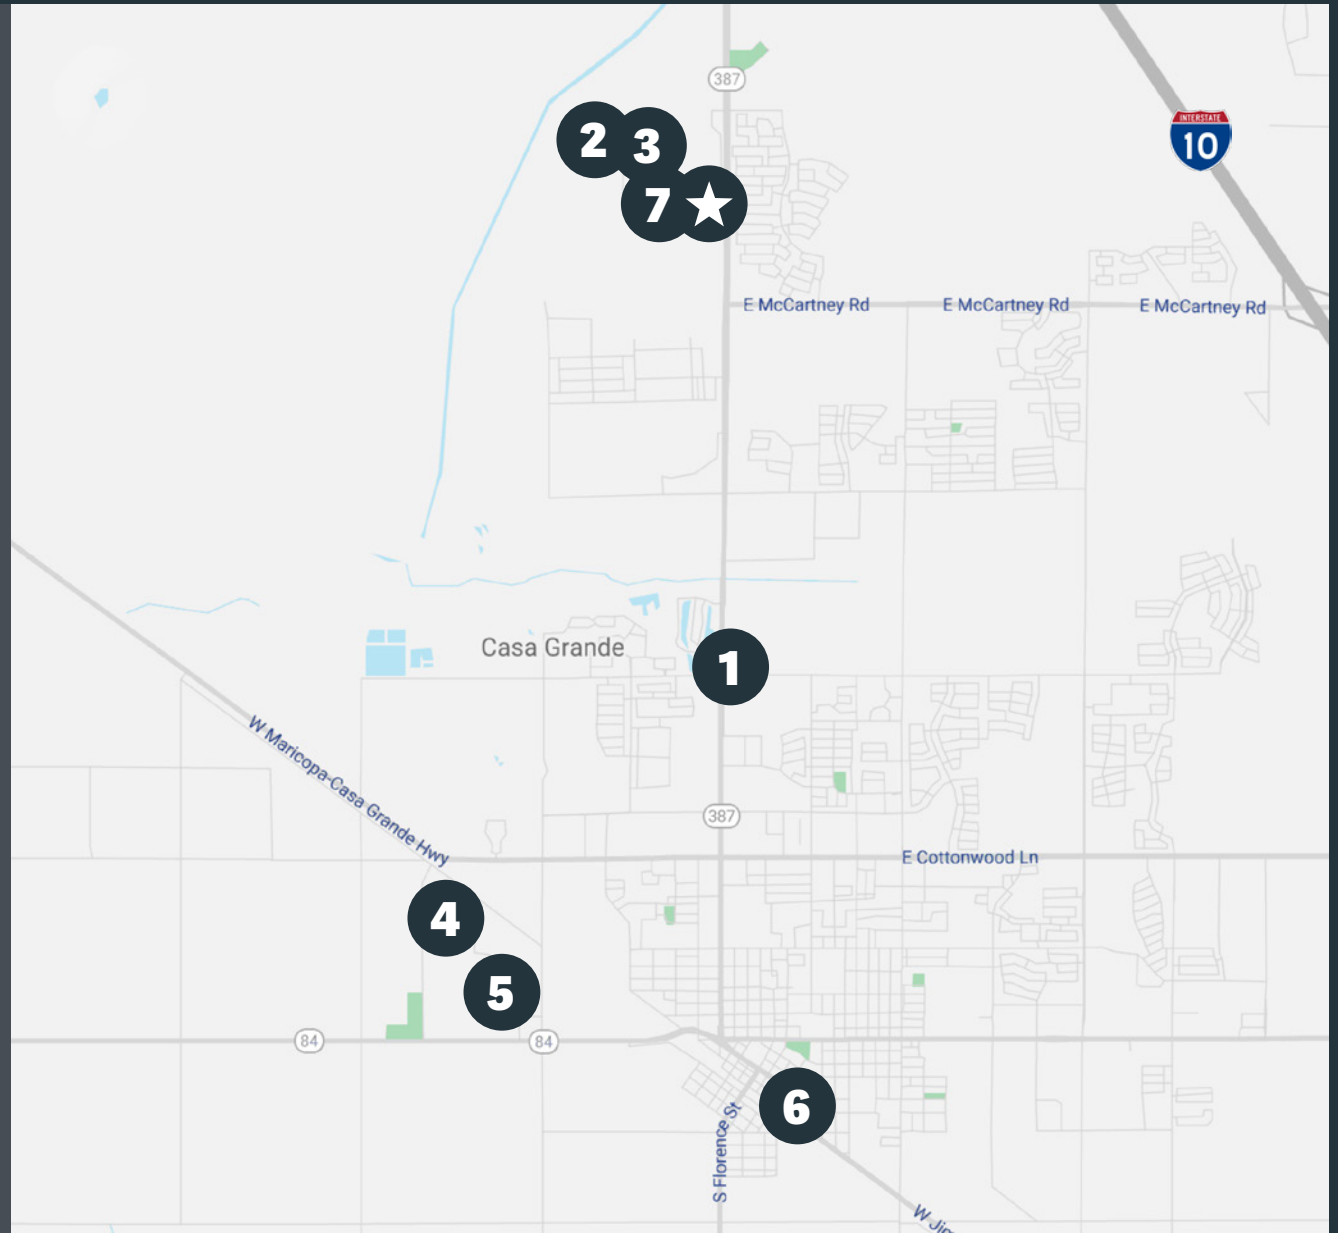 387
INTERSTATE
10
2
3
7
E McCartney Rd
E McCartney Rd
E McCartney Rd
Casa Grande
1
W Maricopa-Casa Grande Hwy
387
E Cottonwood Ln
4
5
84
84
6
S Florence St
W Jim